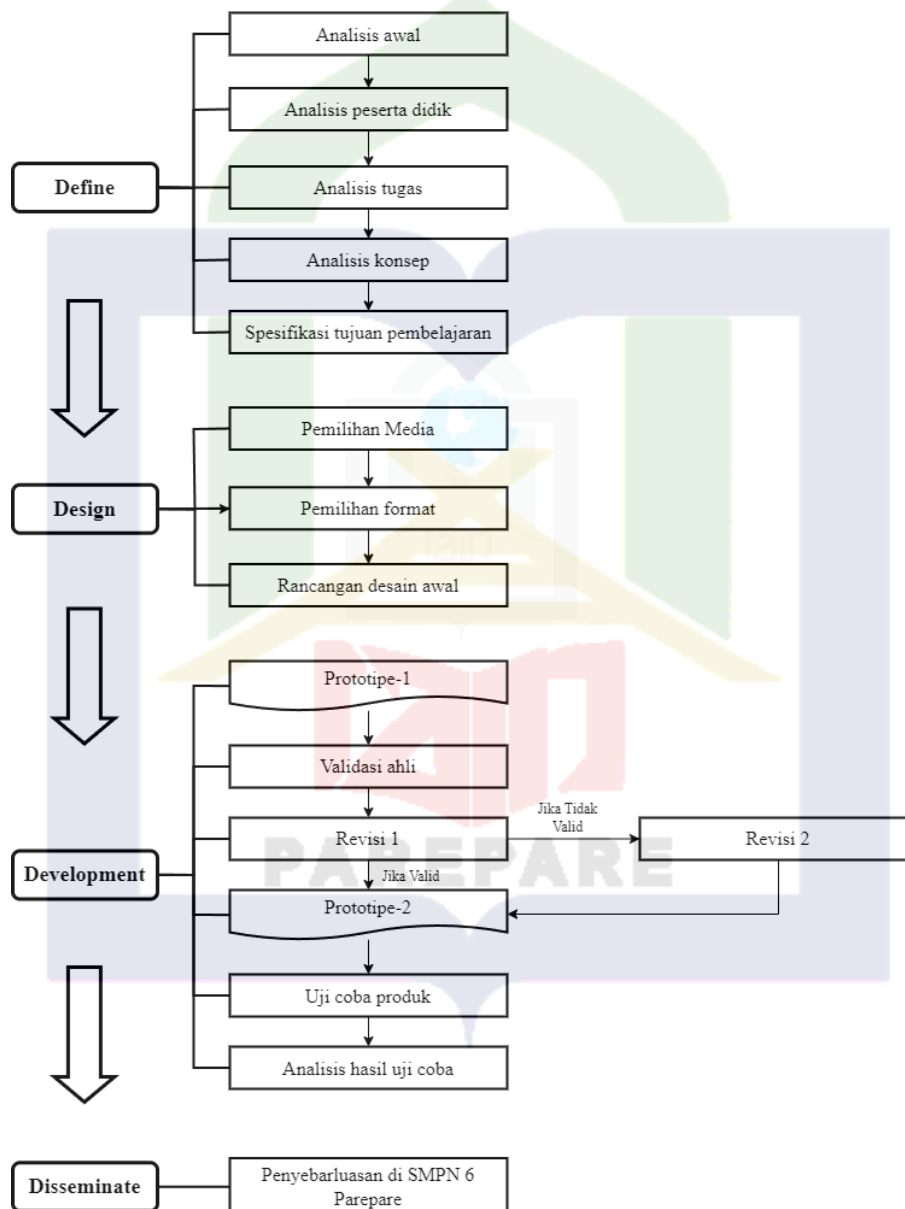 Analisis awal
Analisis peserta didik
Define
Analisis tugas
Analisis konsep
Spesifikasi tujuan pembelajaran
Pemilihan Media
Design
Pemilihan format
Rancangan desain awal
Prototipe-1
Validasi ahli
Jika Tidak
Valid
Revisi 1
Revisi 2
PAREPARE
Development
Jika Valid
Prototipe-2
Uji coba produk
Analisis hasil uji coba
Disseminate
Penyebarluasan di SMPN 6
Parepare